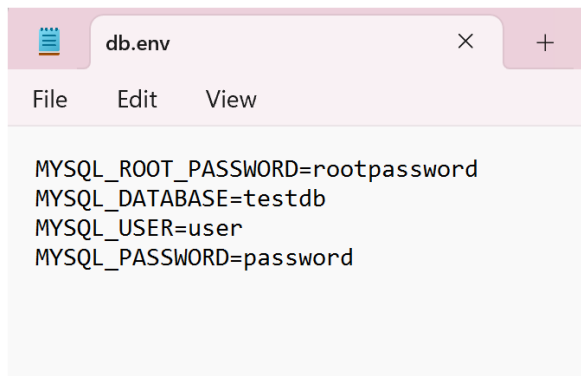 db.env
File Edit View
MYSQL_ROOT_PASSWORD=rootpassword
MYSQL_DATABASE=testdb
MYSQL_USER=user
MYSQL_PASSWORD=password